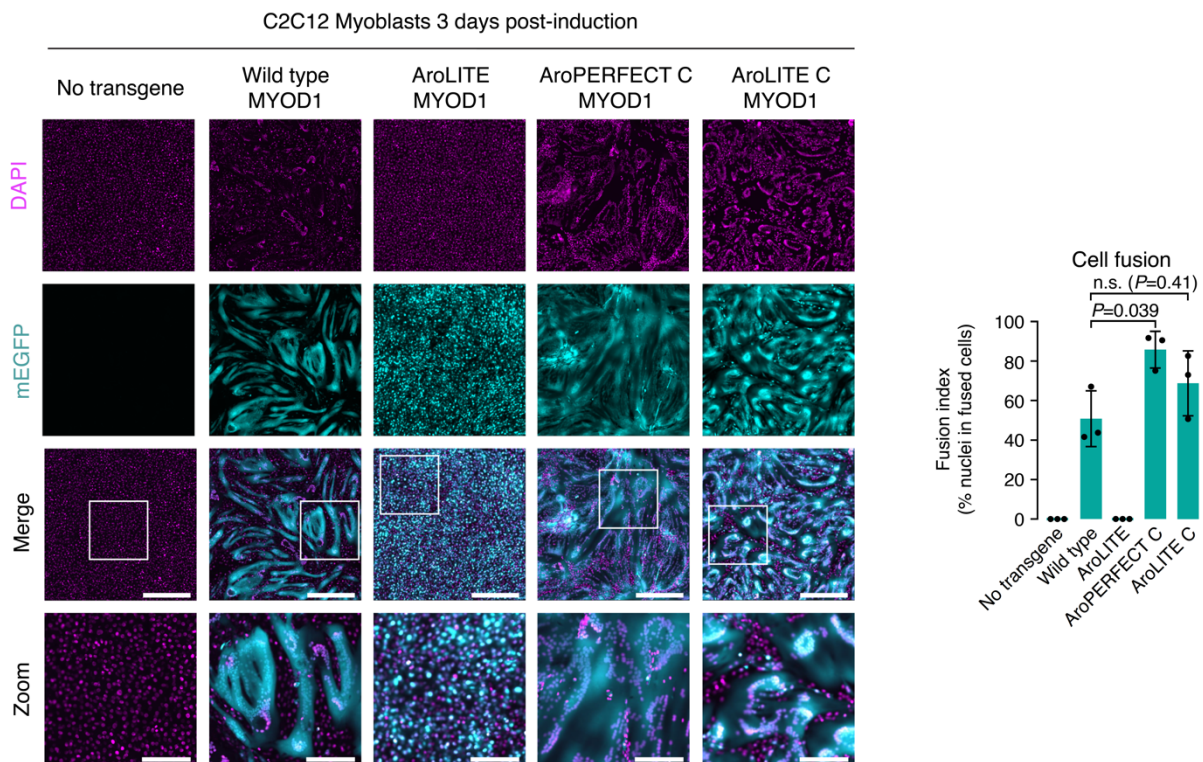 C2C12 Myoblasts 3 days post-induction
No transgene
Wild type
MYOD1
AroLITE
MYOD1
AroPERFECT C
MYOD1
AroLITE C
MYOD1
DAPI
mEGFP
Merge
Zoom
Cell fusion
n.s. (P=0.41)
P=0.039
Fusion index
(% nuclei in fused cells)
100
80
60
40
20
0
No transgene
Wild type
AroLITE
AroPERFECT C
AroLITE C